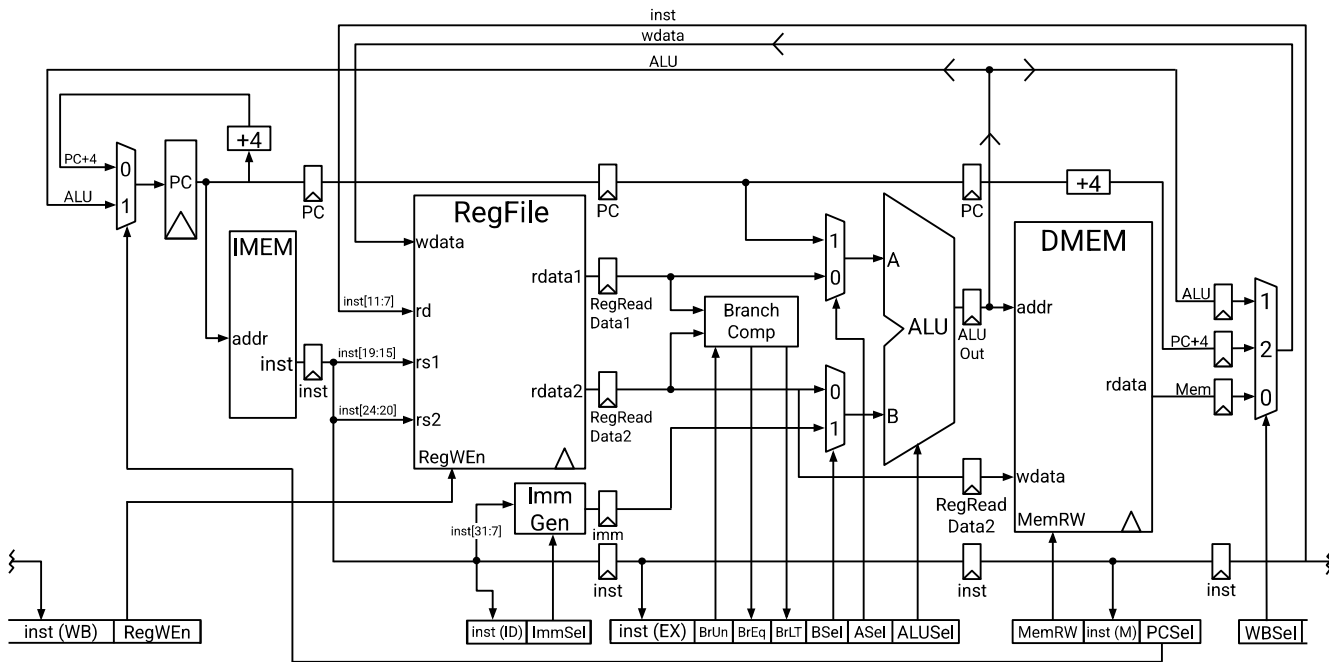 inst
wdata
ALU
+4
PC+4
0
PC
ALU
1
PC
PC
PC
+4
RegFile
IMEM
DMEM
wdata
1
A
rdata1
0
RegRead
Data1
inst[11:7]
rd
Branch
Comp
ALU
ALU
Out
addr
ALU
1
addr
inst
inst
inst[19:15]
rs1
PC+4
2
rdata2
RegRead
Data2
0
B
1
rdata
Mem
0
inst[24:20]
rs2
RegWEn
wdata
RegRead
Data2
MemRW
Imm
Gen
imm
inst[31:7]
inst
inst
inst
inst (WB) RegWEn
inst (ID) ImmSel
inst (EX) BrUn BrEq BrLT BSel ASel ALUSel
MemRW inst (M) PCSel
WBSel